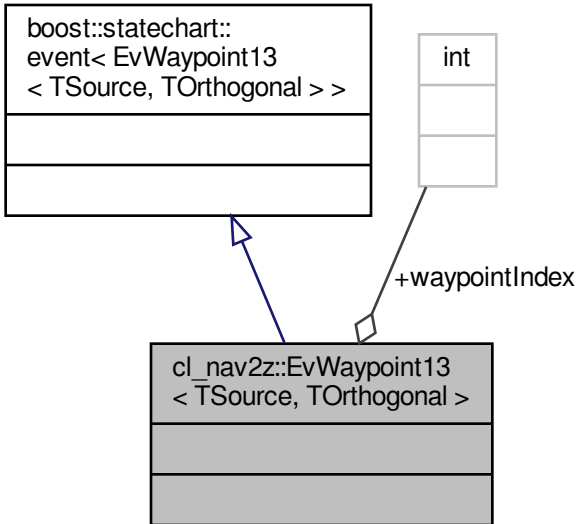 boost::statechart::
event< EvWaypoint13
< TSource, TOrthogonal > >
int
+waypointIndex
cl_nav2z::EvWaypoint13
< TSource, TOrthogonal >